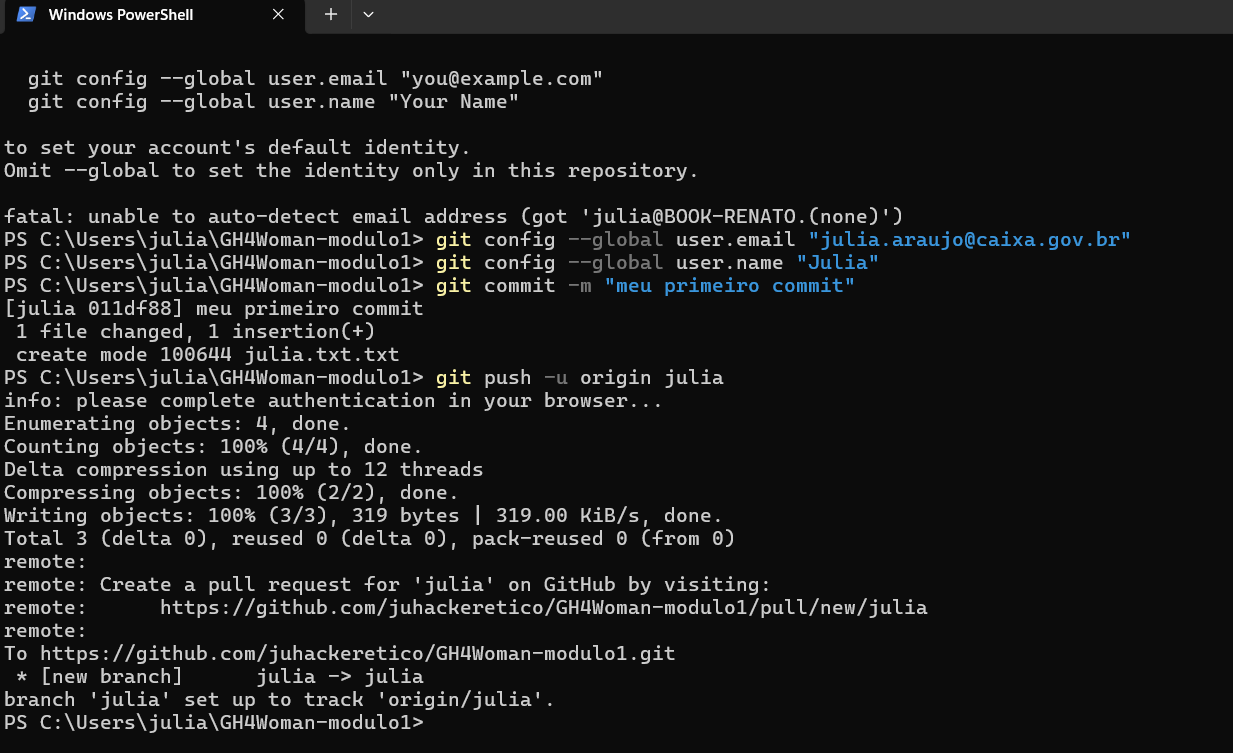 Windows PowerShell
git config --global user.email "you@example.com"
git config --global user.name "Your Name"
to set your account's default identity.
Omit --global to set the identity only in this repository.
fatal: unable to auto-detect email address (got 'julia@BOOK-RENATO.(none)')
PS C:\Users\julia\GH4Woman-modulo1> git config --global user.email "julia.araujo@caixa.gov.br"
PS C:\Users\julia\GH4Woman-modulo1> git config --global user.name "Julia"
PS C:\Users\julia\GH4Woman-modulo1> git commit -m "meu primeiro commit"
[julia 011df88] meu primeiro commit
1 file changed, 1 insertion(+)
create mode 100644 julia.txt.txt
PS C:\Users\julia\GH4Woman-modulo1> git push -u origin julia
info: please complete authentication in your browser...
Enumerating objects: 4, done.
Counting objects: 100% (4/4), done.
Delta compression using up to 12 threads
Compressing objects: 100% (2/2), done.
Writing objects: 100% (3/3), 319 bytes | 319.00 KiB/s, done.
Total 3 (delta 0), reused 0 (delta 0), pack-reused 0 (from 0)
remote:
remote: Create a pull request for 'julia' on GitHub by visiting:
remote:      https://github.com/juhackeretico/GH4Woman-modulo1/pull/new/julia
remote:
To https://github.com/juhackeretico/GH4Woman-modulo1.git
* [new branch]      julia -> julia
branch 'julia' set up to track 'origin/julia'.
PS C:\Users\julia\GH4Woman-modulo1>